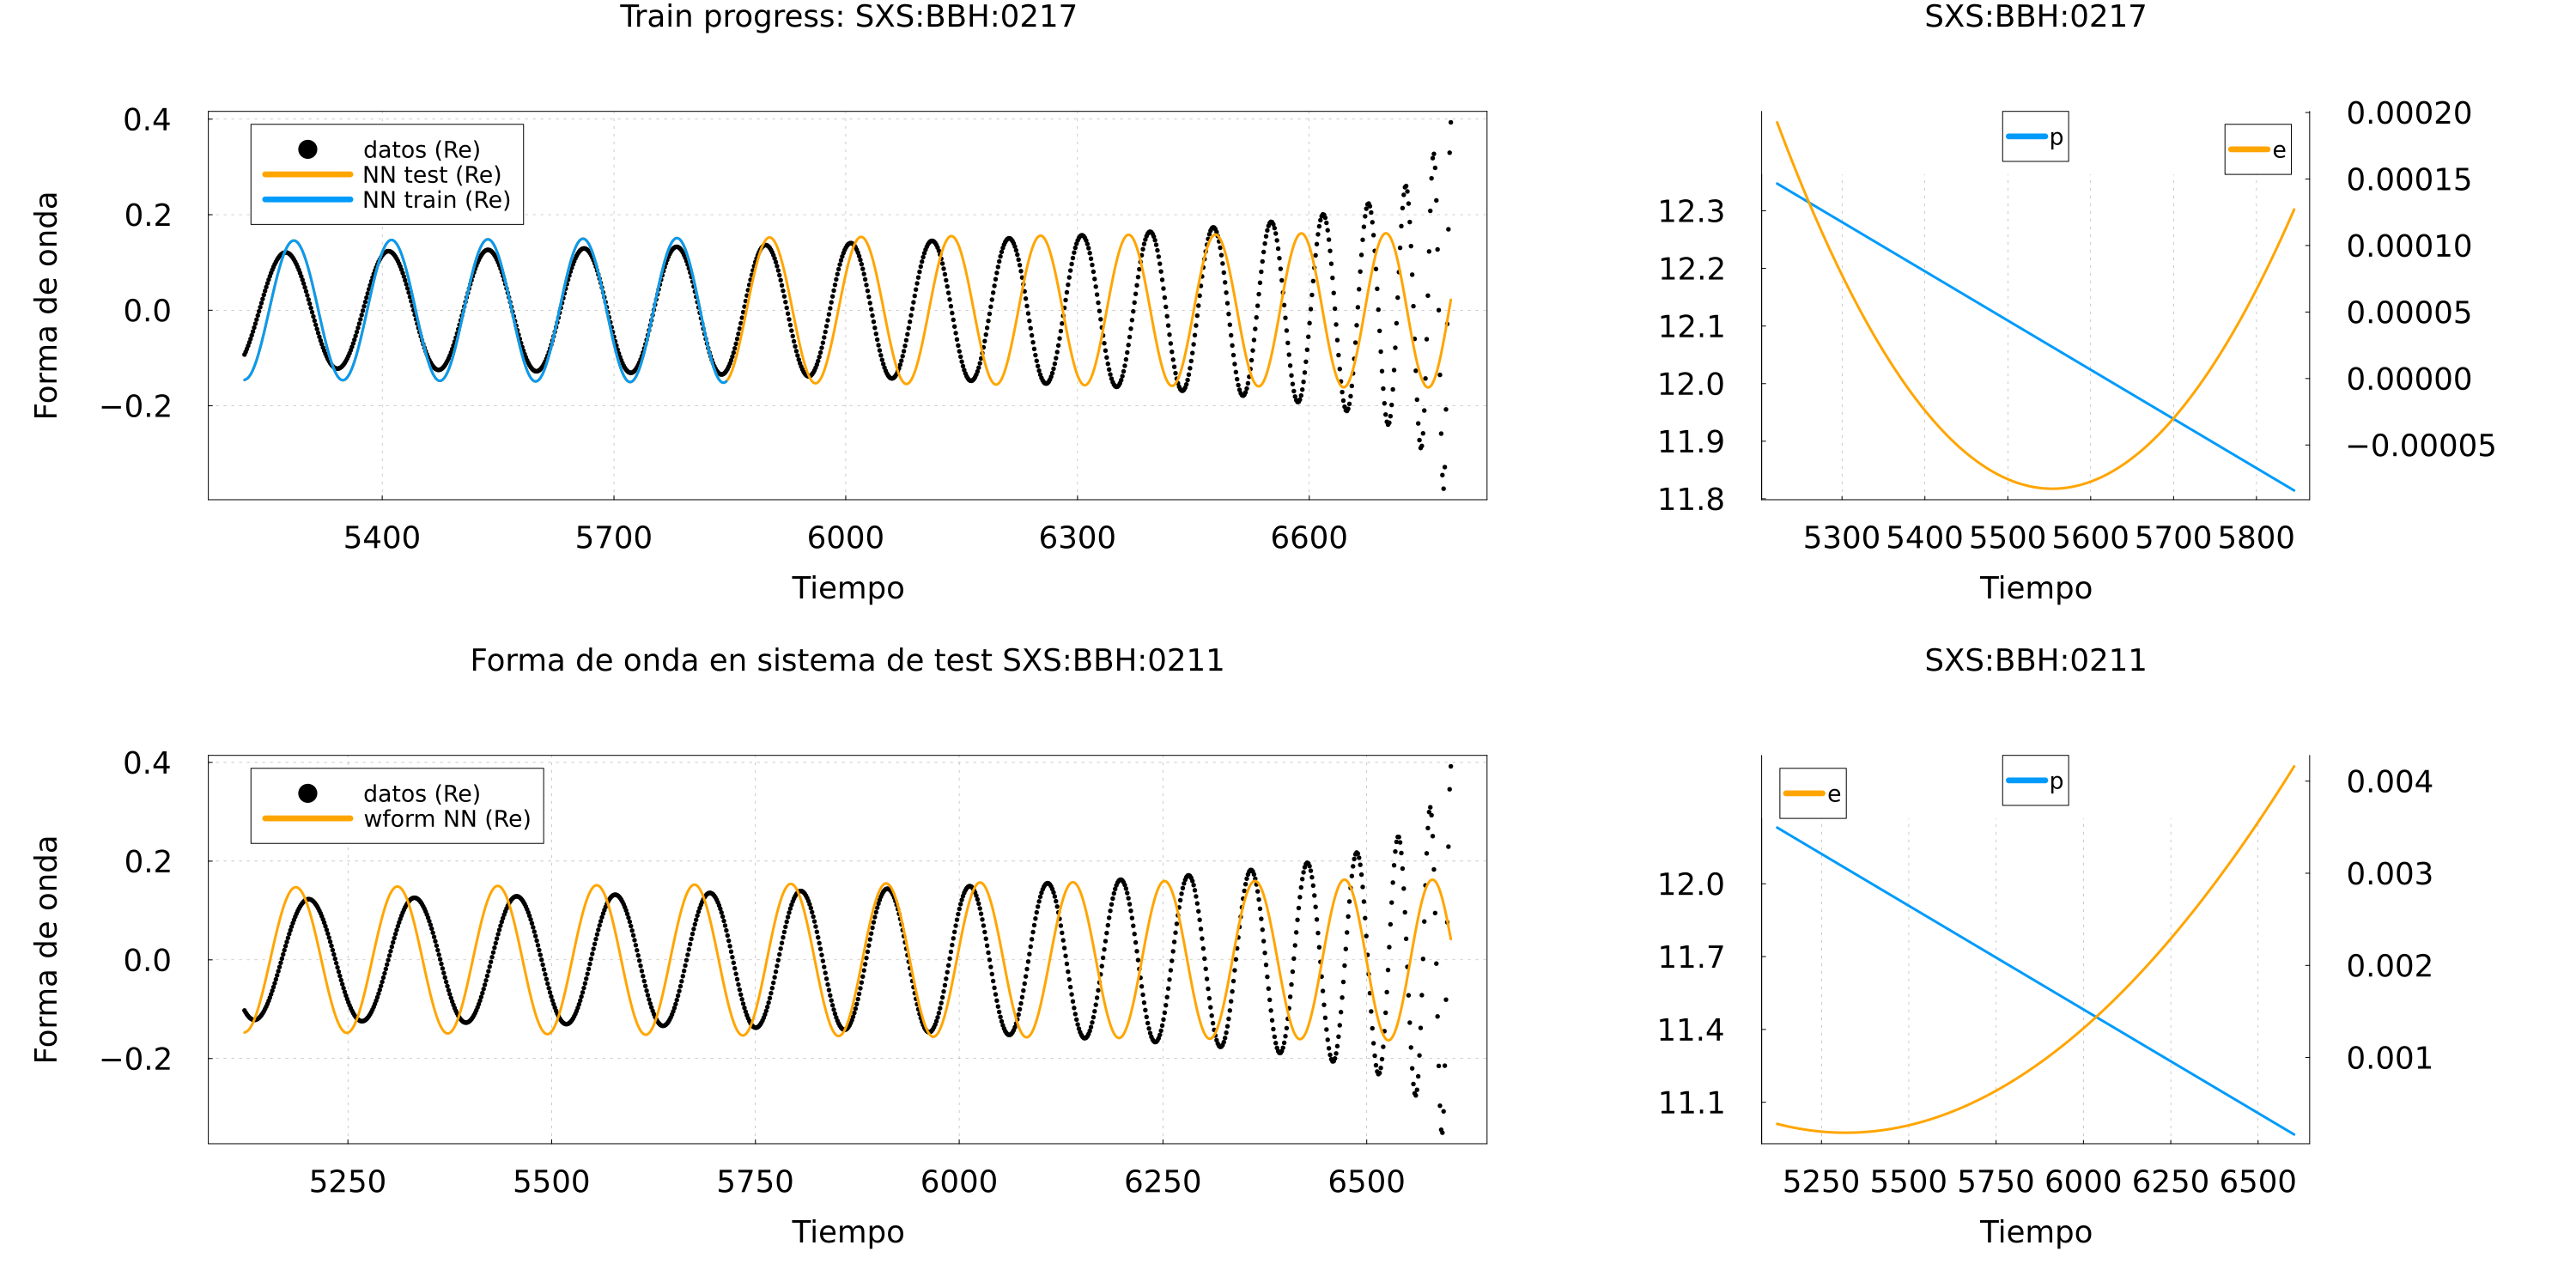 Train progress: SXS:BBH:0217
Forma de onda
0.4
0.2
0.0
−0.2
datos (Re)
NN test (Re)
NN train (Re)
5400 5700 6000 6300 6600
Tiempo
SXS:BBH:0217
12.3
12.2
12.1
12.0
11.9
11.8
p
e
0.00020
0.00015
0.00010
0.00005
0.00000
−0.00005
5300 5400 5500 5600 5700 5800
Tiempo
Forma de onda en sistema de test SXS:BBH:0211
Forma de onda
0.4
0.2
0.0
−0.2
datos (Re)
wform NN (Re)
5250 5500 5750 6000 6250 6500
Tiempo
SXS:BBH:0211
12.0
11.7
11.4
11.1
e
p
0.004
0.003
0.002
0.001
5250 5500 5750 6000 6250 6500
Tiempo